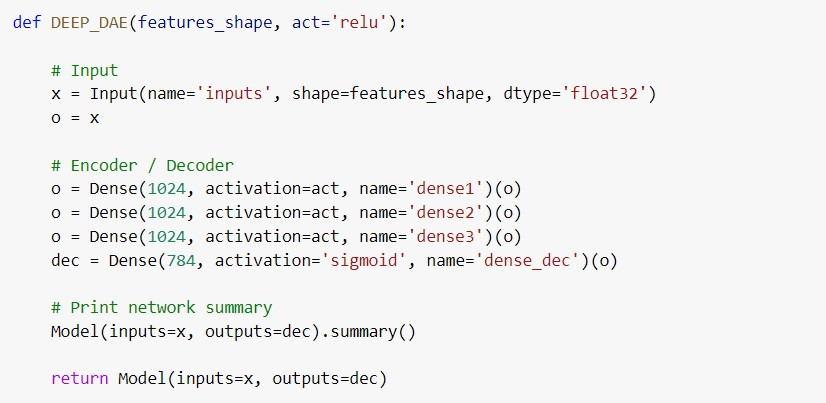 def DEEP_DAE(features_shape, act='relu'):
# Input
x = Input(name='inputs', shape=features_shape, dtype='float32')
o = x
# Encoder / Decoder
o = Dense(1024, activation=act, name='dense1')(o)
o = Dense(1024, activation=act, name='dense2')(o)
o = Dense(1024, activation=act, name='dense3')(o)
dec = Dense(784, activation='sigmoid', name='dense_dec')(o)
# Print network summary
Model(inputs=x, outputs=dec).summary()
return Model(inputs=x, outputs=dec)